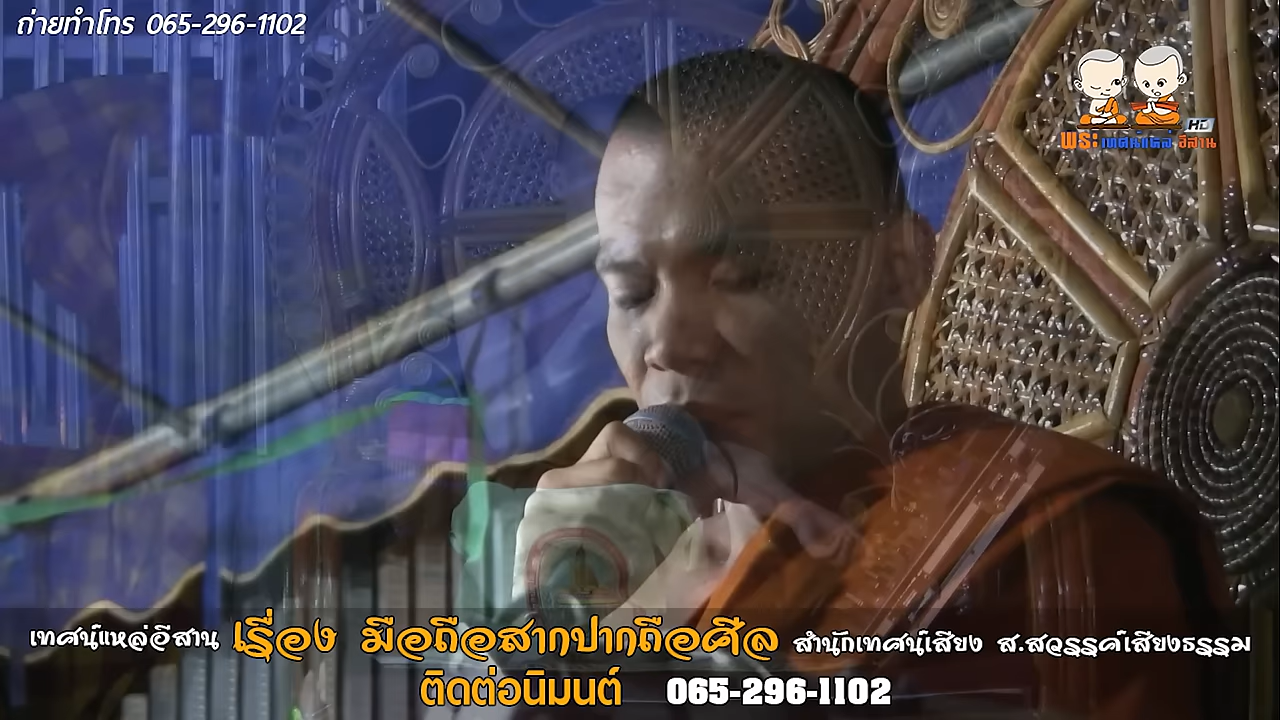 ถ่ายทำโทร 065-296-1102
HD
พระเทศน์แหล่ อีสาน
เทศน์แหล่อีสาน เรื่อง มือถือสากปากถือศีล สำนักเทศน์เสียง ส.สวรรค์เสียงธรรม
ติดต่อนิมนต์ 065-296-1102